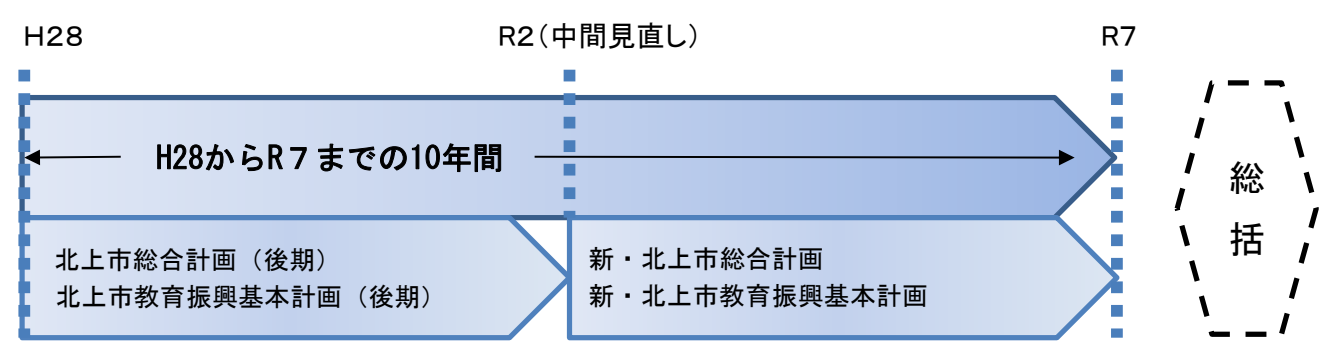 H28
R2(中間見直し)
R7
H28からR７までの10年間
北上市総合計画（後期）
北上市教育振興基本計画（後期）
新・北上市総合計画
新・北上市教育振興基本計画
総
括